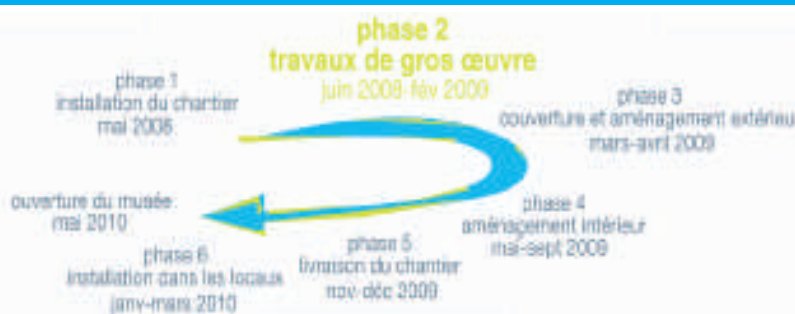 phase 1
installation du chantier
mai 2008
phase 2
travaux de gros œuvre
juin 2008-fév 2009
phase 3
couverture et aménagement extérieur
mars-avril 2009
phase 4
aménagement intérieur
mai-sept 2009
phase 5
livraison du chantier
nov-déc 2009
phase 6
installation dans les locaux
janv-mars 2010
ouverture du musée
mai 2010